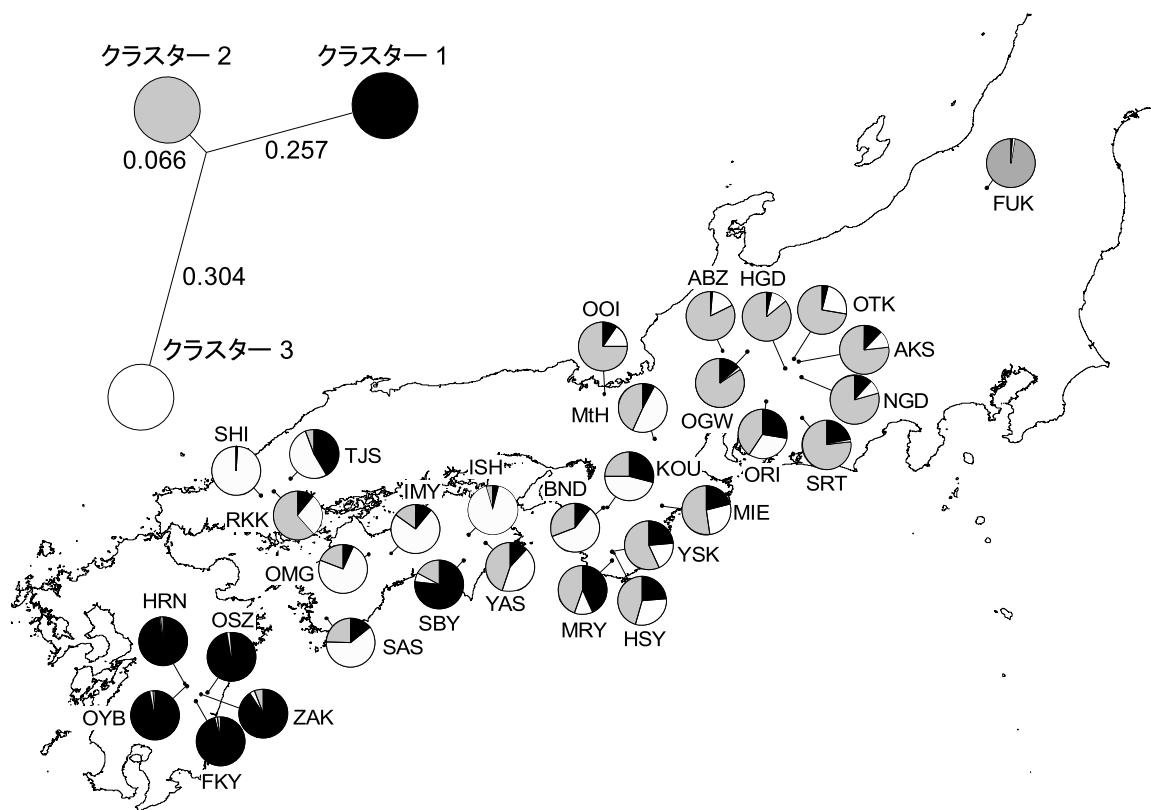 クラスター 2
クラスター 1
0.066
0.257
FUK
0.304
ABZ
HGD
OTK
OOI
AKS
クラスター 3
MtH
OGW
NGD
SHI
TJS
ISH
KOU
ORI
SRT
RKK
IMY
BND
MIE
OMG
YSK
HRN
OSZ
SBY
YAS
MRY
HSY
SAS
OYB
ZAK
FKY